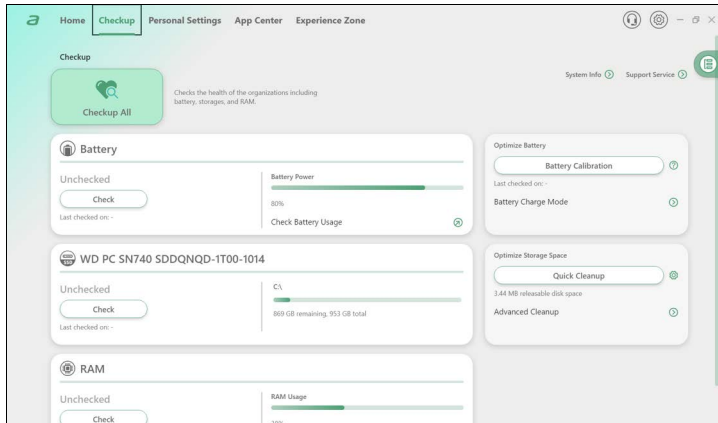 a
Home Checkup Personal Settings App Center Experience Zone
Checkup
System Info Support Service
Checkup All
Checks the health of the organizations including
battery, storages, and RAM.
Battery
Unchecked
Check
Last checked on: -
Battery Power
80%
Check Battery Usage
Optimize Battery
Battery Calibration
Last checked on: -
Battery Charge Mode
WD PC SN740 SDDQNQD-1T00-1014
Unchecked
Check
Last checked on: -
C:\
869 GB remaining, 953 GB total
Optimize Storage Space
Quick Cleanup
3.44 MB releasable disk space
Advanced Cleanup
RAM
Unchecked
Check
RAM Usage